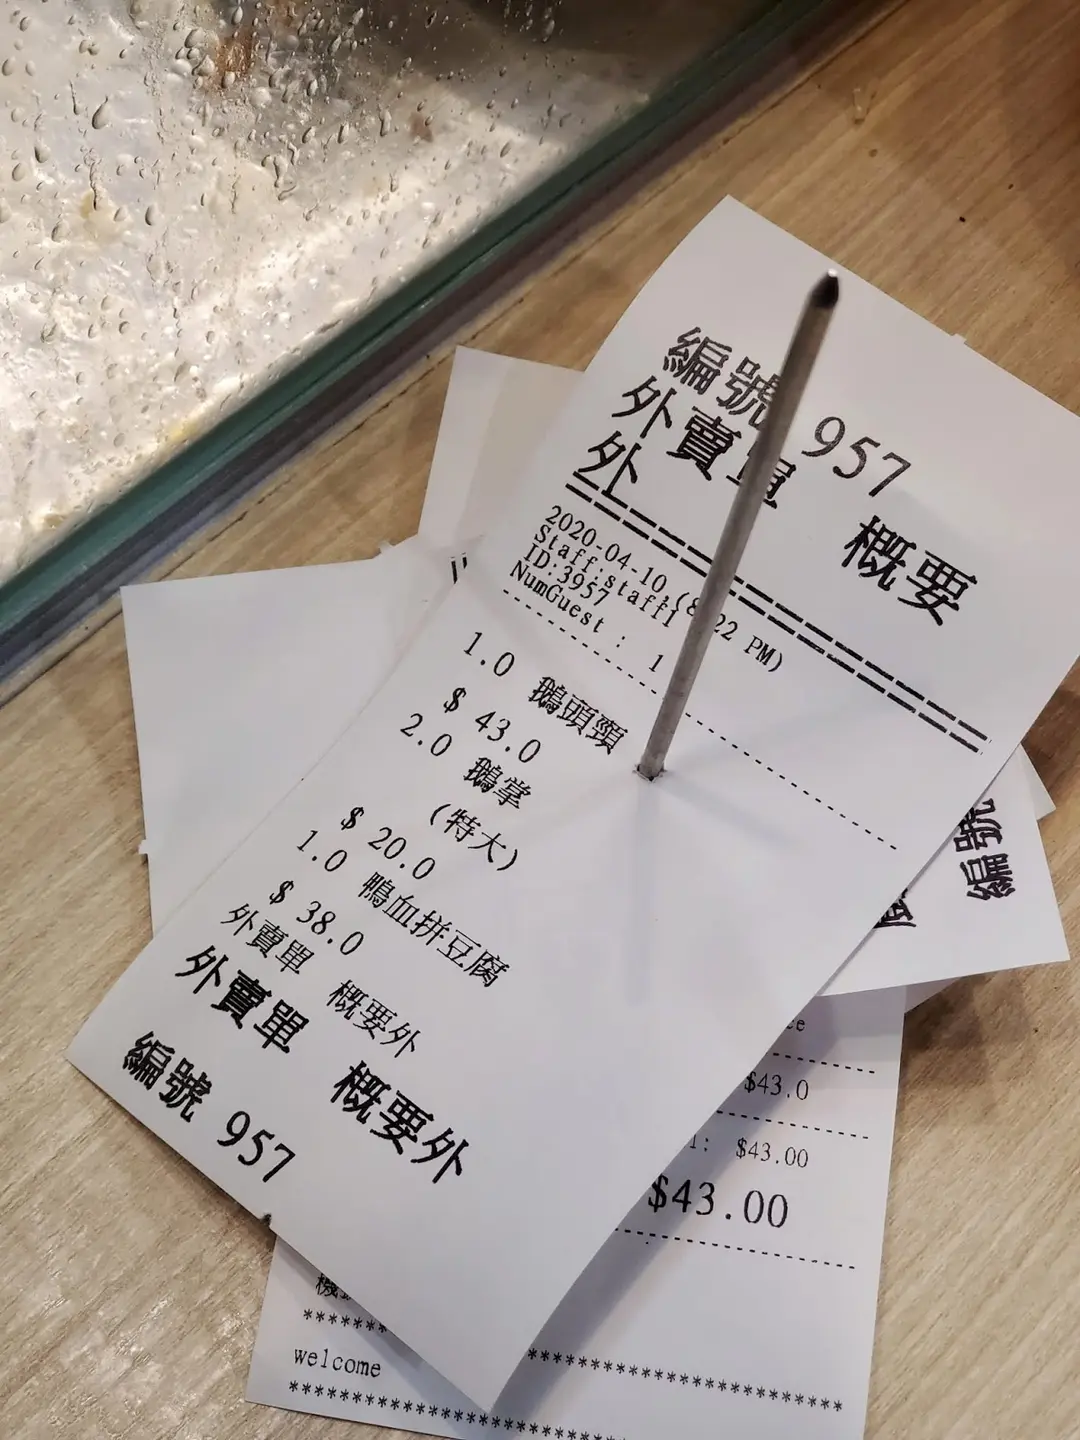 編號 957
外賣單 概要
外
2020-04-10,(8:22 PM)
Staff:staff1
ID:3957
NumGuest : 1
1.0 鵝頭頸
$ 43.0
2.0 鵝掌
(特大)
$ 20.0
1.0 鴨血拼豆腐
$ 38.0
外賣單 概要外
外賣單 概要外
編號 957
編號
$43.0
$43.00
$43.00
**********************************
welcome
**********************************